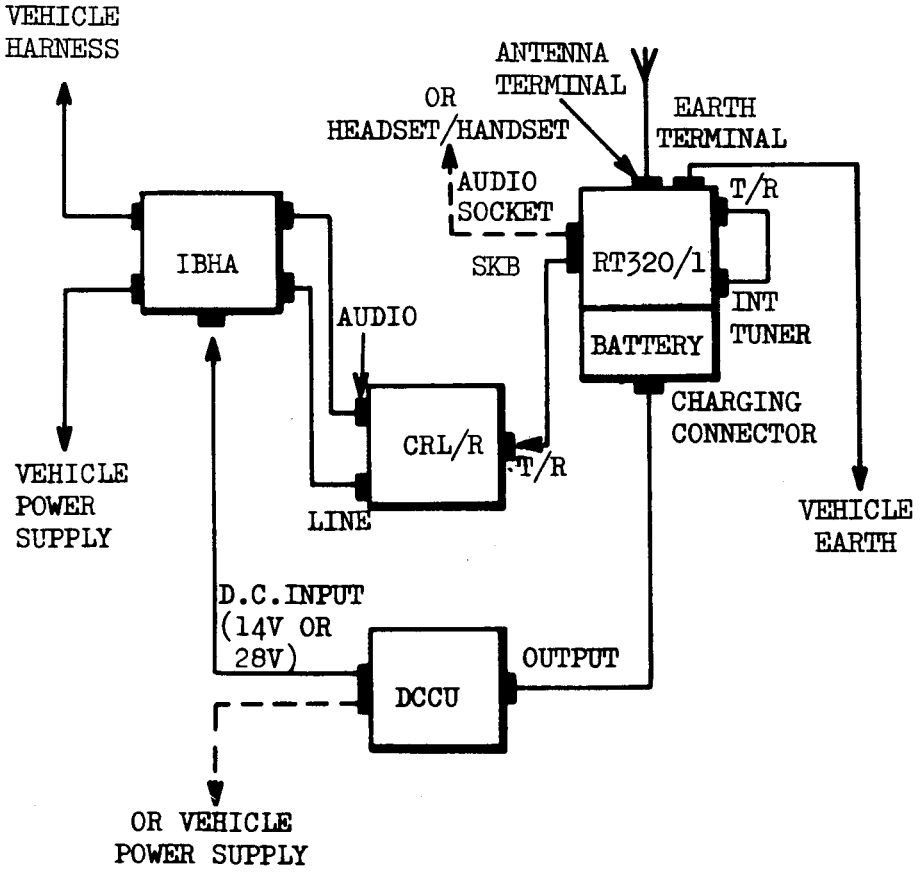 VEHICLE
HARNESS
ANTENNA
TERMINAL
OR
HEADSET/HANDSET
EARTH
TERMINAL
AUDIO
SOCKET
T/R
IBHA
SKB
RT320/1
INT
TUNER
AUDIO
BATTERY
CHARGING
CONNECTOR
CRL/R
T/R
VEHICLE
POWER
SUPPLY
LINE
VEHICLE
EARTH
D.C.INPUT
(14V OR
28V)
OUTPUT
DCCU
OR VEHICLE
POWER SUPPLY